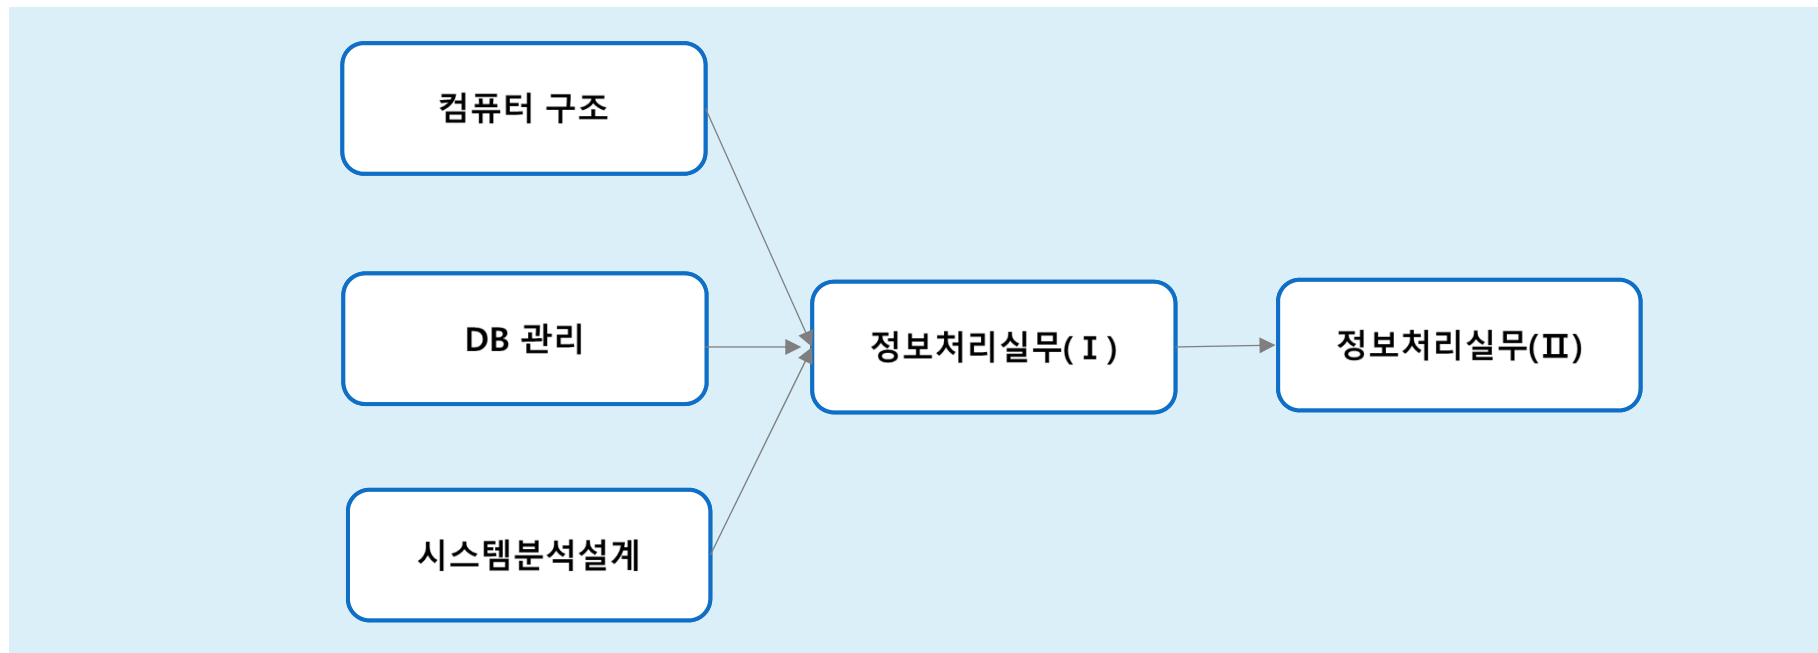 컴퓨터 구조
DB 관리
시스템분석설계
정보처리실무(Ⅰ)
정보처리실무(Ⅱ)